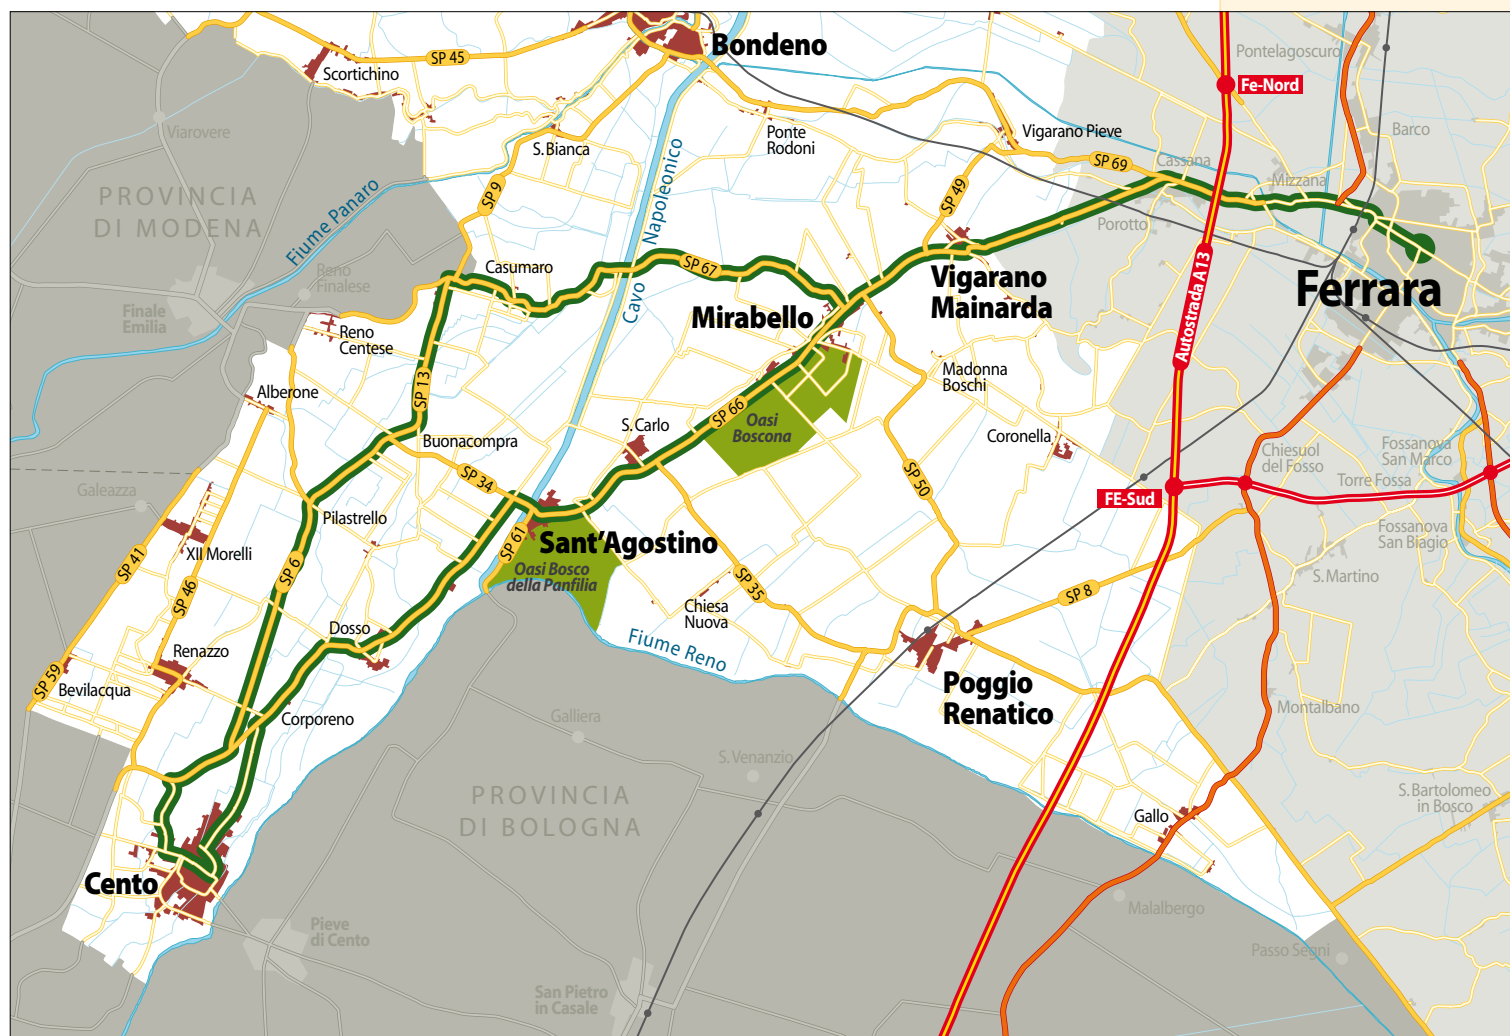 Bondeno
Pontelagoscuro
SP 45
Scortichino
Fe-Nord
Viarovere
Barco
Ponte
Rodoni
Vigarano Pieve
S. Bianca
SP 69
Cassana
Mizzana
PROVINCIA
DI MODENA
SP 9
Fiume Panaro
Cavo Napoleonico
SP 49
Porotto
Reno
Finalese
Casumaro
SP 67
Vigarano
Mainarda
Autostrada A 13
Ferrara
Finale
Emilia
Mirabello
Reno
Centese
Madonna
Boschi
Alberone
SP 13
SP 66
Oasi
Boscona
S. Carlo
Buonacompra
Coronella
Chiesuol
del Fosso
Fossanova
San Marco
Galeazza
SP 34
SP 50
Torre Fossa
FE-Sud
Pilastrello
XII Morelli
SP 61
Sant'Agostino
Fossanova
San Biagio
SP 41
SP 6
Oasi Bosco
della Panfilia
SP 46
SP 35
SP 8
S. Martino
Chiesa
Nuova
Dosso
Renazzo
Fiume Reno
SP 59
Bevilacqua
Poggio
Renatico
Corporeno
Galliera
Montalbano
S. Venanzio
PROVINCIA
DI BOLOGNA
S. Bartolomeo
in Bosco
Gallo
Cento
Malalbergo
Pieve
di Cento
Passo Segni
San Pietro
in Casale